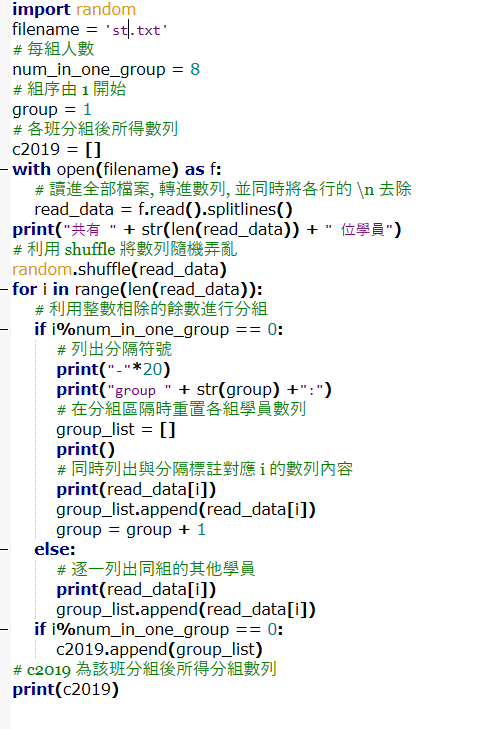 import random
filename = 'st.txt'
# 每組人數
num_in_one_group = 8
# 組序由 1 開始
group = 1
# 各班分組後所得數列
c2019 = []
with open(filename) as f:
    # 讀進全部檔案, 轉進數列, 並同時將各行的 \n 去除
    read_data = f.read().splitlines()
print("共有 " + str(len(read_data)) + " 位學員")
# 利用 shuffle 將數列隨機弄亂
random.shuffle(read_data)
for i in range(len(read_data)):
    # 利用整數相除的餘數進行分組
    if i%num_in_one_group == 0:
        # 列出分隔符號
        print("-"*20)
        print("group " + str(group) +":")
        # 在分組區隔時重置各組學員數列
        group_list = []
        print()
        # 同時列出與分隔標註對應 i 的數列內容
        print(read_data[i])
        group_list.append(read_data[i])
        group = group + 1
    else:
        # 逐一列出同組的其他學員
        print(read_data[i])
        group_list.append(read_data[i])
    if i%num_in_one_group == 0:
        c2019.append(group_list)
# c2019 為該班分組後所得分組數列
print(c2019)